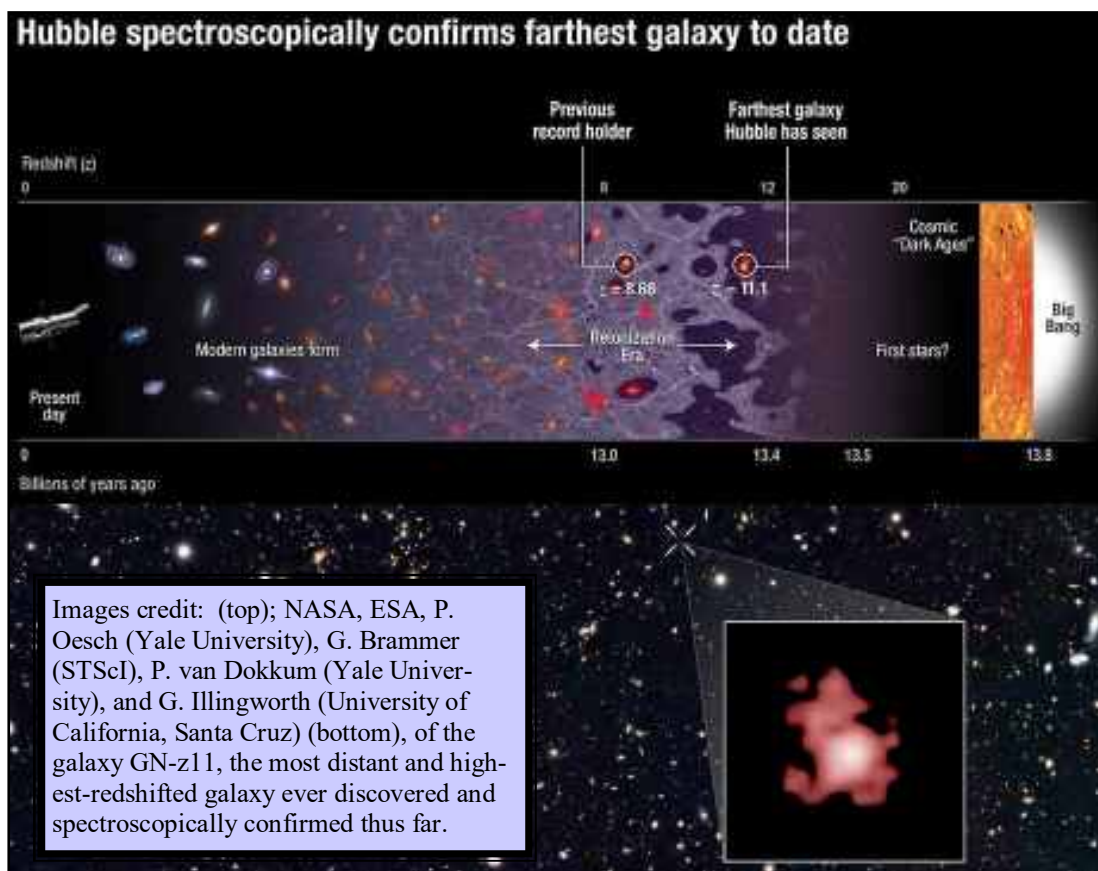 Hubble spectroscopically confirms farthest galaxy to date
Previous
record holder
Farthest galaxy
Hubble has seen
Redshift (z)
0
8
12
20
Cosmic
"Dark Ages"
z = 8.68
z = 11.1
Big
Bang
Modern galaxies form
Reionization
Era
First stars?
Present
day
0
13.0
13.4
13.5
13.8
Billions of years ago
Images credit: (top); NASA, ESA, P.
Oesch (Yale University), G. Brammer
(STScI), P. van Dokkum (Yale Univer-
sity), and G. Illingworth (University of
California, Santa Cruz) (bottom), of the
galaxy GN-z11, the most distant and high-
est-redshifted galaxy ever discovered and
spectroscopically confirmed thus far.